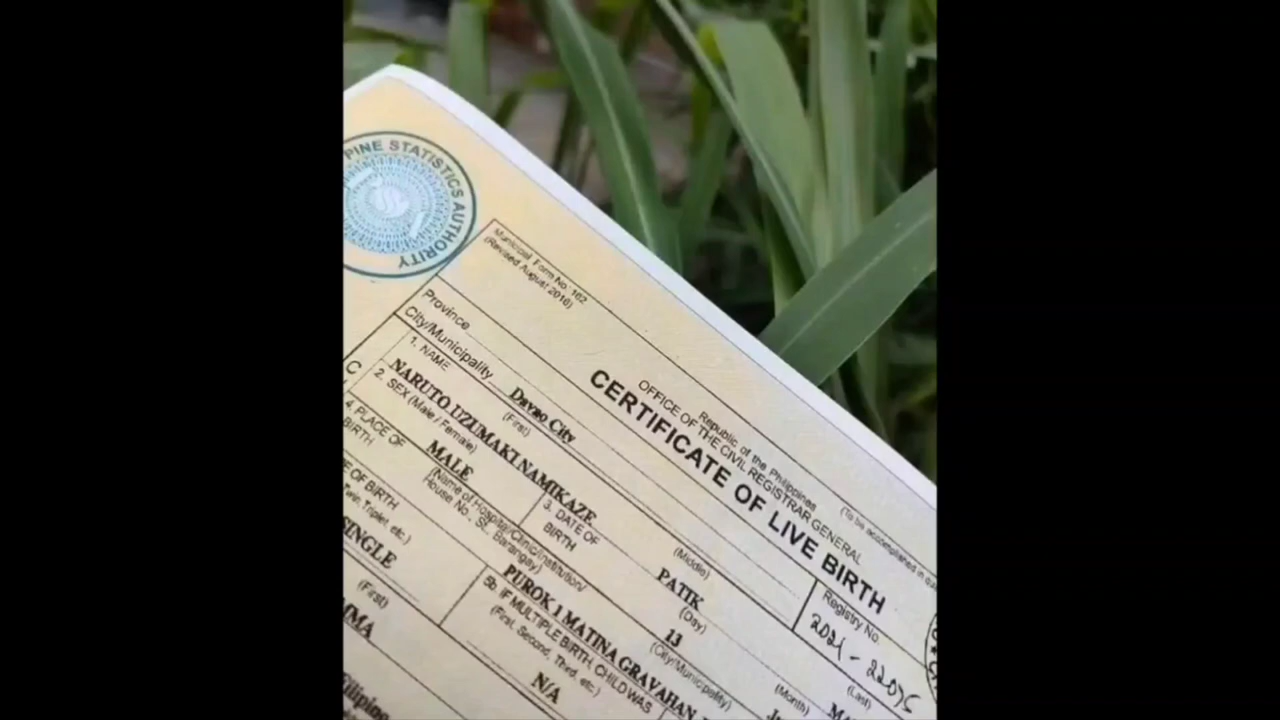 PINE STATISTICS AUTHORITY
Municipal Form No. 102
(Revised August 2016)
(To be accomplished in
Republic of the Philippines
OFFICE OF THE CIVIL REGISTRAR GENERAL
CERTIFICATE OF LIVE BIRTH
Province
City/Municipality Davao City
Registry No.
2021 -
1. NAME (First) (Middle) (Last)
NARUTO UZUMAKI NAMIKAZE PATIK
2. SEX (Male / Female) 3. DATE OF BIRTH (Day) (Month)
MALE 13
4. PLACE OF BIRTH (Name of Hospital/Clinic/Institution/ House No., St., Barangay) (City/Municipality)
PUROK 1 MATINA GRAVAHAN
E OF BIRTH
Twin, Triplet, etc.)
5b. IF MULTIPLE BIRTH, CHILD WAS
(First, Second, Third, etc.)
SINGLE N/A
(First)
MMA
ilipino